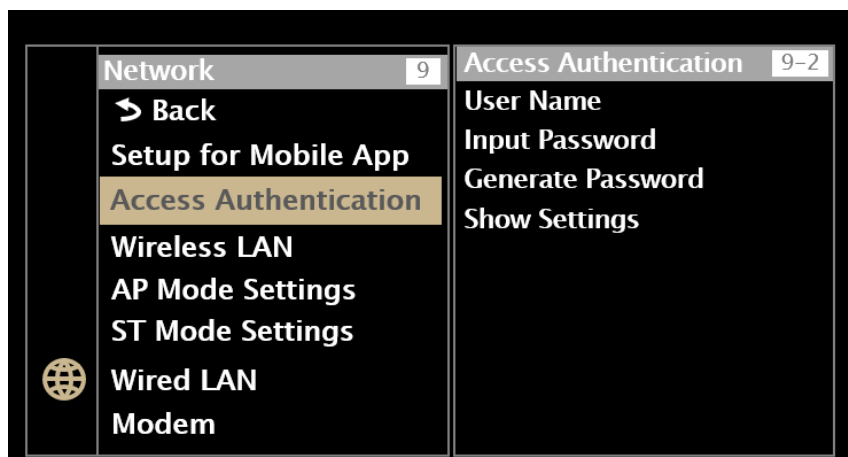 Network 9
Back
Setup for Mobile App
Access Authentication
Wireless LAN
AP Mode Settings
ST Mode Settings
Wired LAN
Modem
Access Authentication 9-2
User Name
Input Password
Generate Password
Show Settings